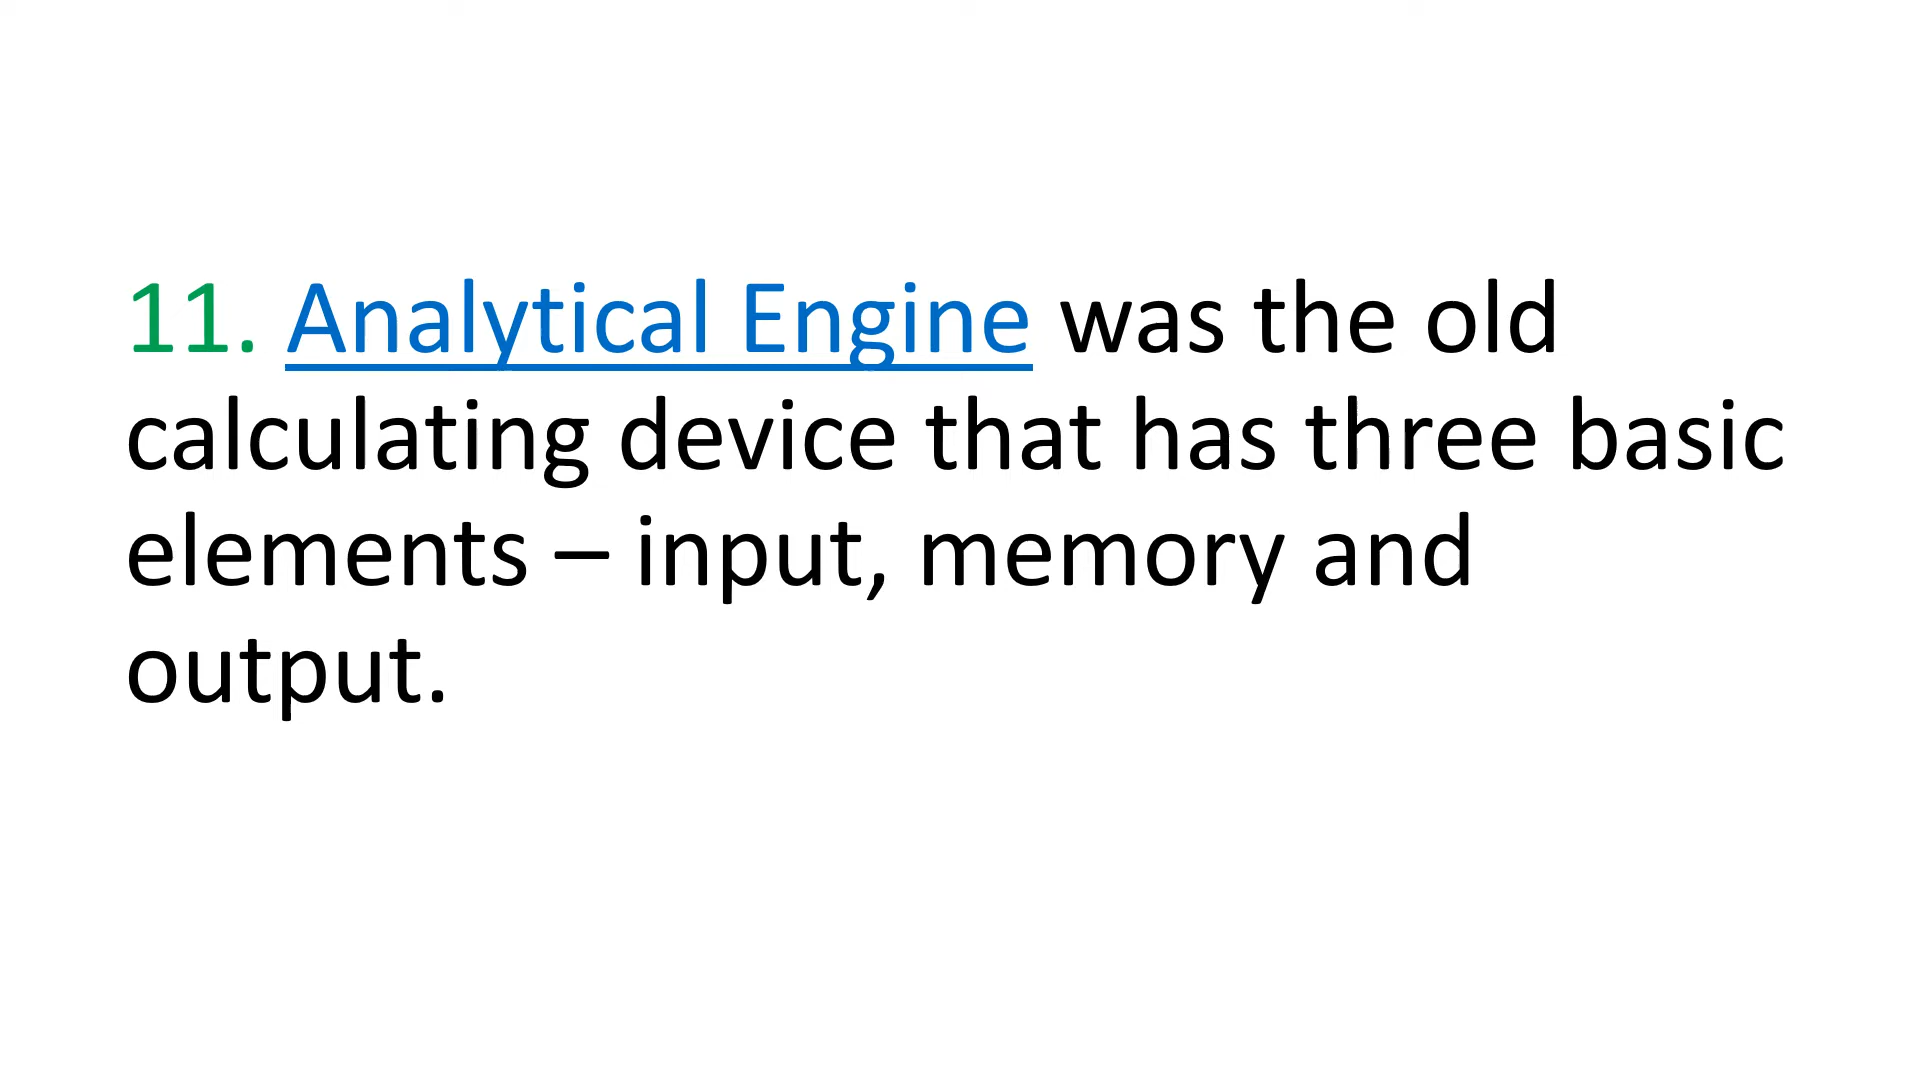 11. Analytical Engine was the old
calculating device that has three basic
elements – input, memory and
output.